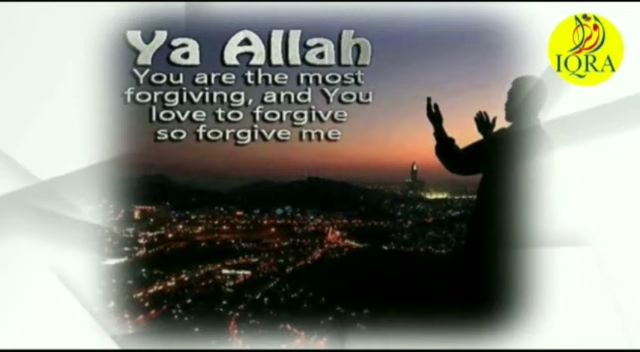 Ya Allah
You are the most
forgiving, and You
love to forgive
so forgive me
IQRA